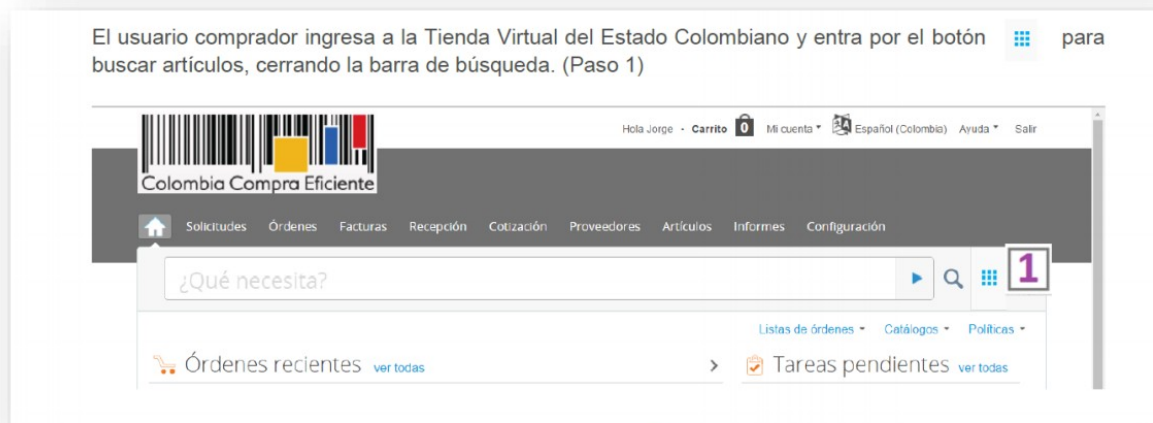 El usuario comprador ingresa a la Tienda Virtual del Estado Colombiano y entra por el botón para
buscar artículos, cerrando la barra de búsqueda. (Paso 1)
Hola Jorge - Carrito 0 Mi cuenta Español (Colombia) Ayuda Salir
Colombia Compra Eficiente
Solicitudes Órdenes Facturas Recepción Cotización Proveedores Artículos Informes Configuración
¿Qué necesita? 1
Listas de órdenes Catálogos Políticas
Órdenes recientes ver todas Tareas pendientes ver todas